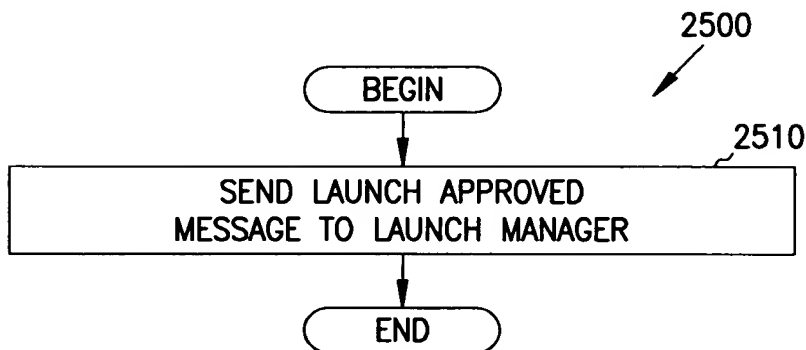 2500
BEGIN
2510
SEND LAUNCH APPROVED
MESSAGE TO LAUNCH MANAGER
END